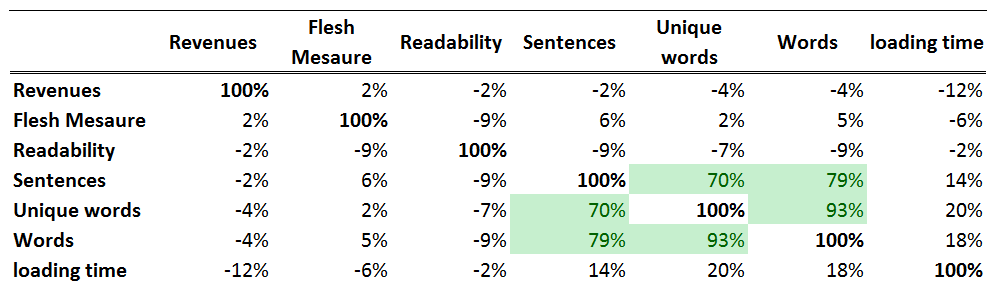 Revenues Flesh Mesaure Readability Sentences Unique words Words loading time
Revenues 100% 2% -2% -2% -4% -4% -12%
Flesh Mesaure 2% 100% -9% 6% 2% 5% -6%
Readability -2% -9% 100% -9% -7% -9% -2%
Sentences -2% 6% -9% 100% 70% 79% 14%
Unique words -4% 2% -7% 70% 100% 93% 20%
Words -4% 5% -9% 79% 93% 100% 18%
loading time -12% -6% -2% 14% 20% 18% 100%